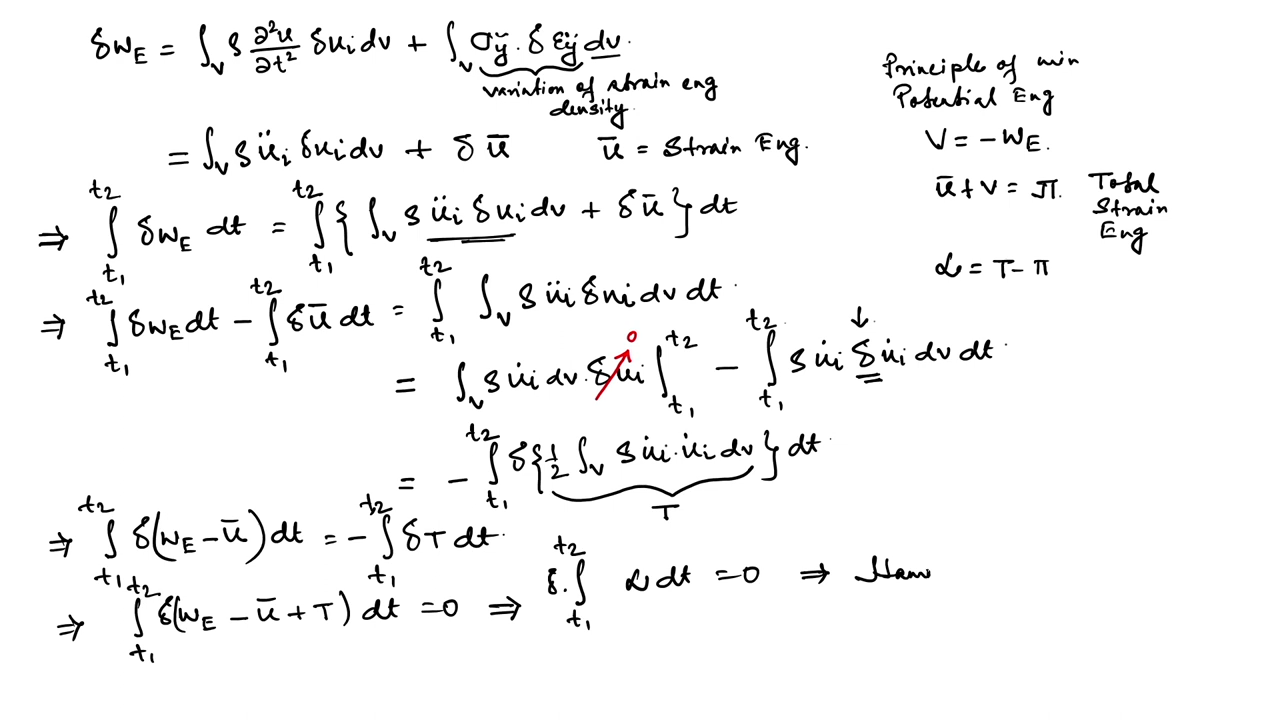 δW_E = ∫_V ρ ∂²u/∂t² δu_i dv + ∫_V σ_ij · δε_ij dv.
variation of strain eng
density.
= ∫_V ρ ü_i δu_i dv + δū   ū = Strain Eng.
⇒ ∫_{t1}^{t2} δW_E dt = ∫_{t1}^{t2} { ∫_V ρ ü_i δu_i dv + δū } dt
⇒ ∫_{t1}^{t2} δW_E dt − ∫_{t1}^{t2} δū dt = ∫_{t1}^{t2} ∫_V ρ ü_i δu_i dv dt.
= ∫_V ρ u̇_i dv · δu_i |_{t1}^{t2} − ∫_{t1}^{t2} ρ u̇_i δu̇_i dv dt.
0
↓
= − ∫_{t1}^{t2} δ{ ½ ∫_V ρ u̇_i · u̇_i dv } dt.
T
⇒ ∫_{t1}^{t2} δ(W_E − ū) dt = − ∫_{t1}^{t2} δT dt.
⇒ ∫_{t1}^{t2} δ(W_E − ū + T) dt = 0 ⇒ δ. ∫_{t1}^{t2} ℒ dt = 0 ⇒ Ham
Principle of min
Potential Eng
V = −W_E.
ū + V = π. Total
Strain
Eng
ℒ = T − π